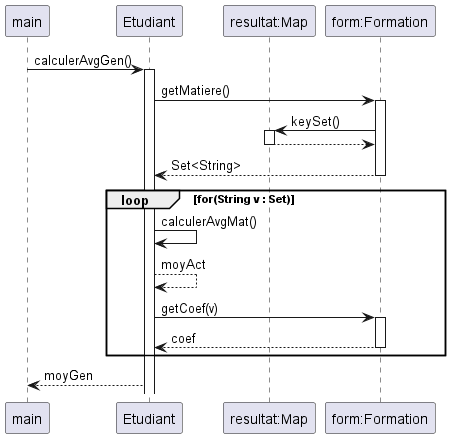 main
Etudiant
resultat:Map
form:Formation
calculerAvgGen()
getMatiere()
keySet()
Set<String>
loop [for(String v : Set)]
calculerAvgMat()
moyAct
getCoef(v)
coef
moyGen
main
Etudiant
resultat:Map
form:Formation